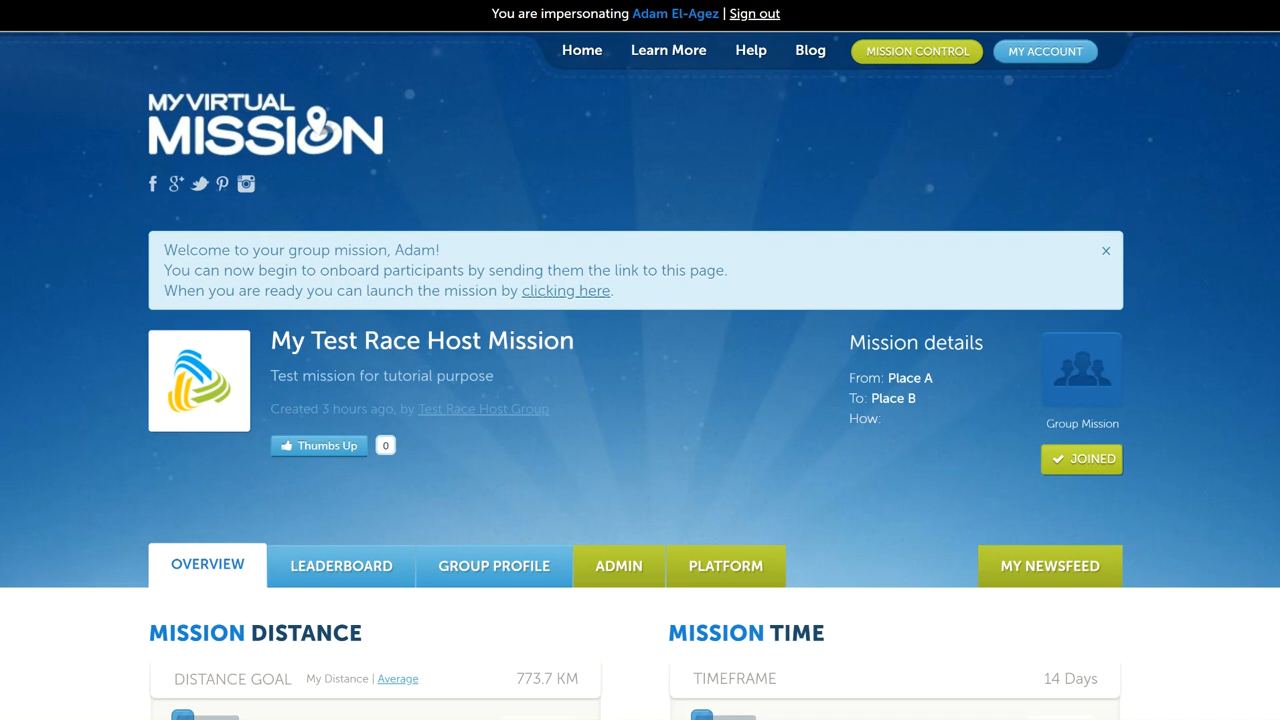 You are impersonating Adam El-Agez | Sign out
Home Learn More Help Blog MISSION CONTROL MY ACCOUNT
MY VIRTUAL
MISSION
Welcome to your group mission, Adam!
You can now begin to onboard participants by sending them the link to this page.
When you are ready you can launch the mission by clicking here.
My Test Race Host Mission
Test mission for tutorial purpose
Created 3 hours ago, by Test Race Host Group
Thumbs Up 0
Mission details
From: Place A
To: Place B
How:
Group Mission
JOINED
OVERVIEW LEADERBOARD GROUP PROFILE ADMIN PLATFORM MY NEWSFEED
MISSION DISTANCE
DISTANCE GOAL My Distance | Average 773.7 KM
MISSION TIME
TIMEFRAME 14 Days